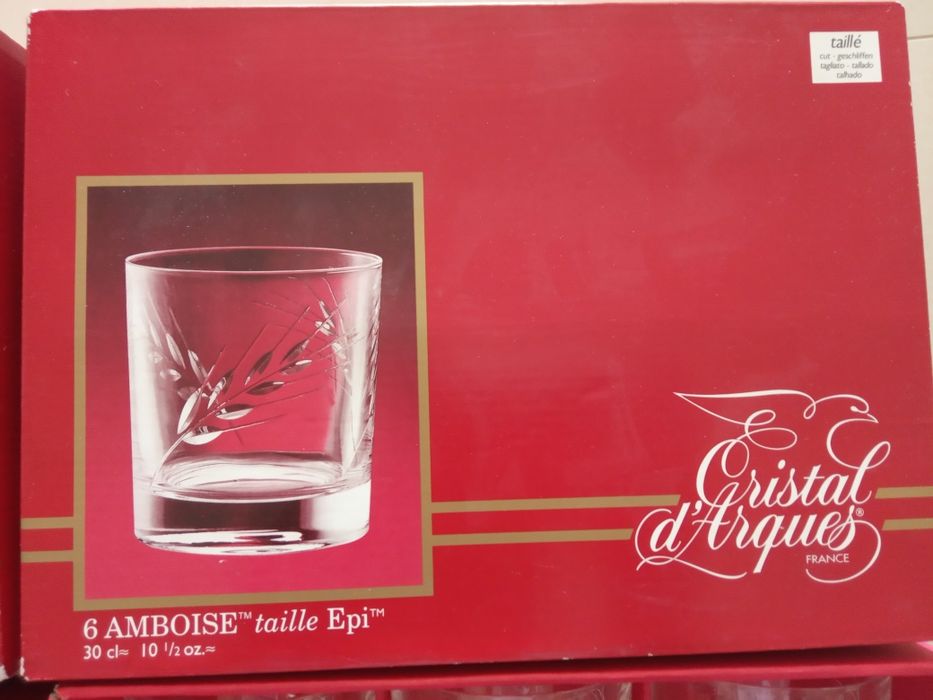 taillé
cut - geschliffen
tagliato - tallado
talhado
Cristal
d'Arques®
FRANCE
6 AMBOISE™ taille Epi™
30 cl≈ 10 1/2 oz.≈